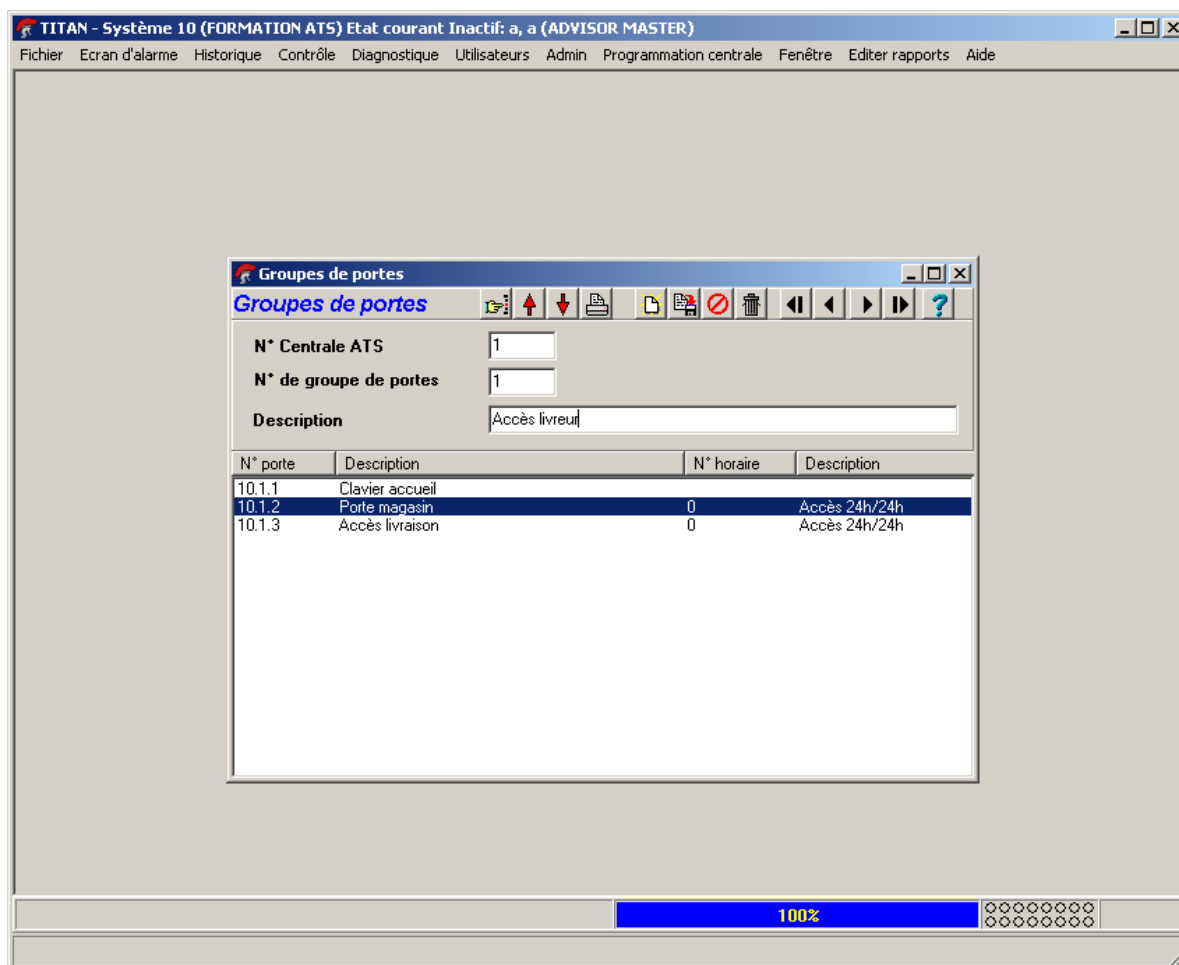 TITAN - Système 10 (FORMATION ATS) Etat courant Inactif: a, a (ADVISOR MASTER)
Fichier Ecran d'alarme Historique Contrôle Diagnostique Utilisateurs Admin Programmation centrale Fenêtre Editer rapports Aide
Groupes de portes
Groupes de portes
N° Centrale ATS 1
N° de groupe de portes 1
Description Accès livreur
N° porte Description N° horaire Description
10.1.1 Clavier accueil
10.1.2 Porte magasin 0 Accès 24h/24h
10.1.3 Accès livraison 0 Accès 24h/24h
100%